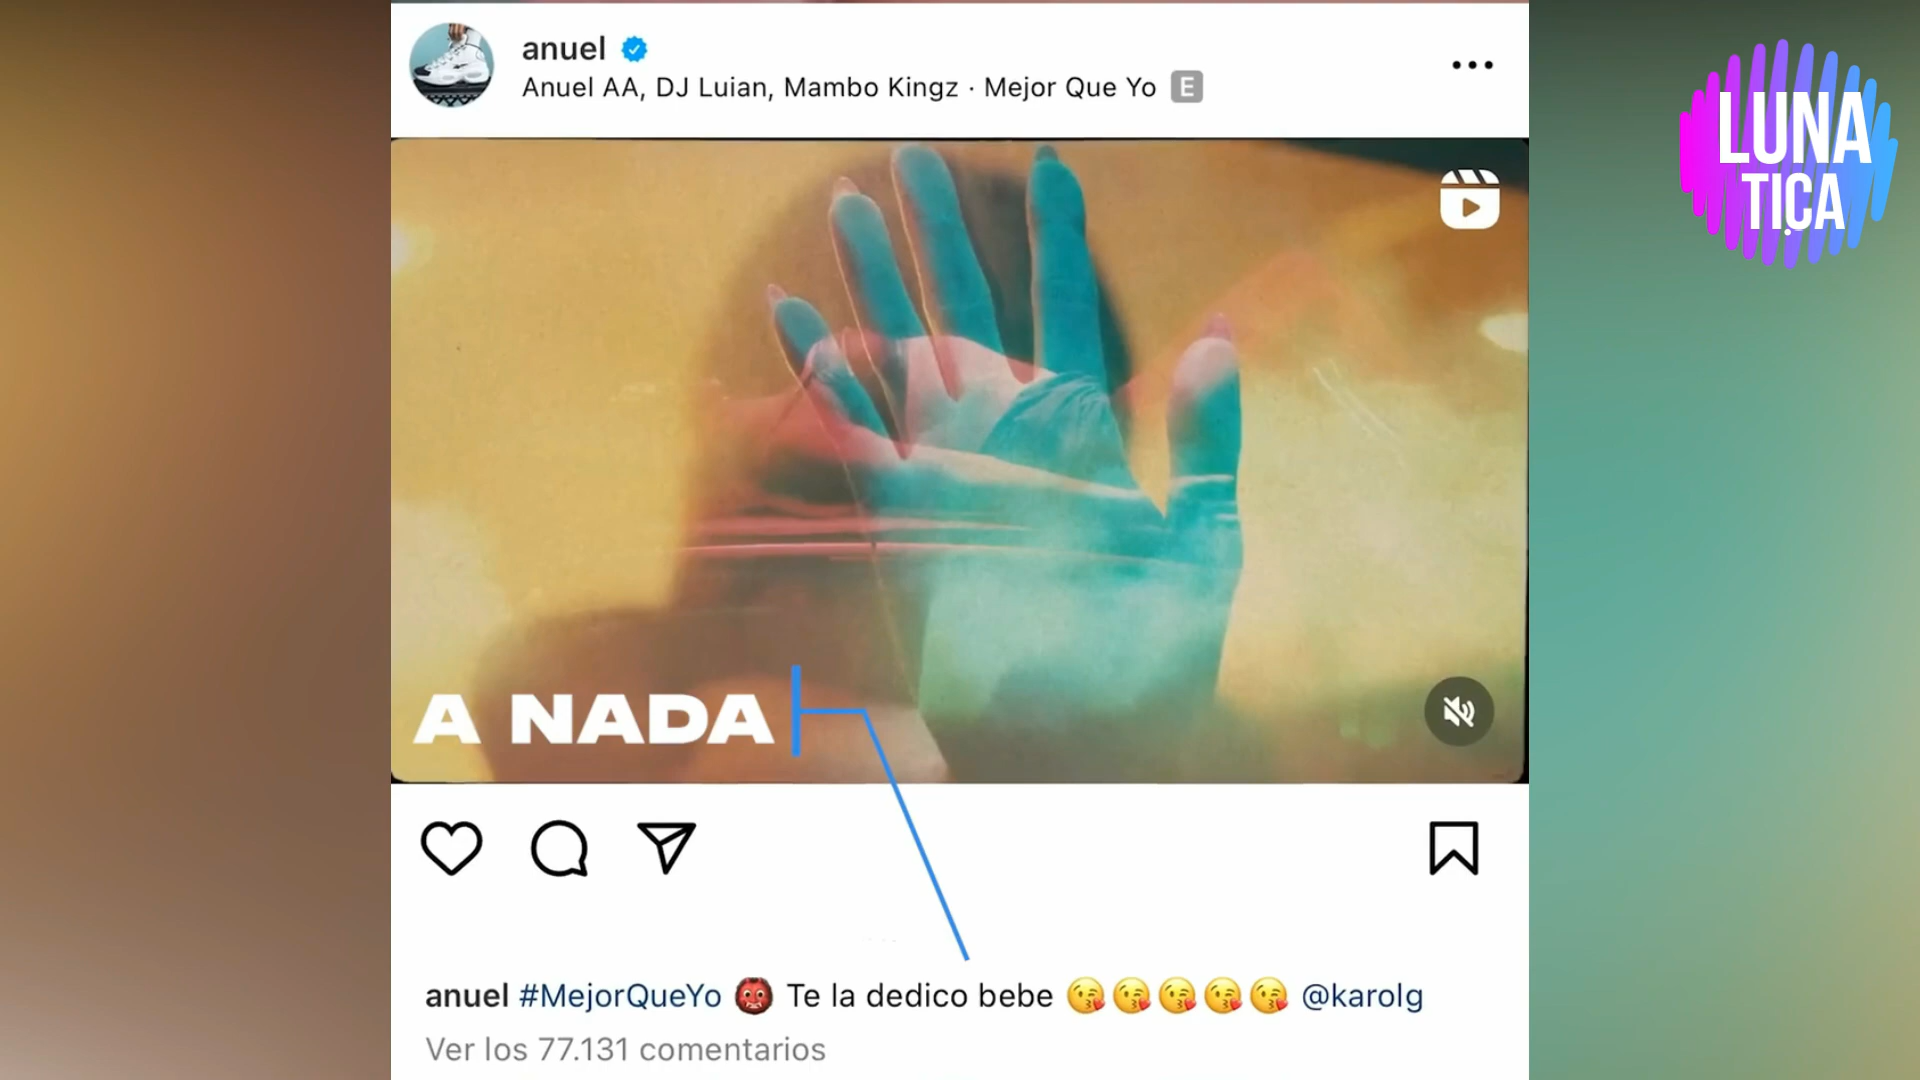 anuel
Anuel AA, DJ Luian, Mambo Kingz · Mejor Que Yo E
LUNA
TICA
A NADA
anuel #MejorQueYo 👹 Te la dedico bebe 😘😘😘😘😘 @karolg
Ver los 77.131 comentarios